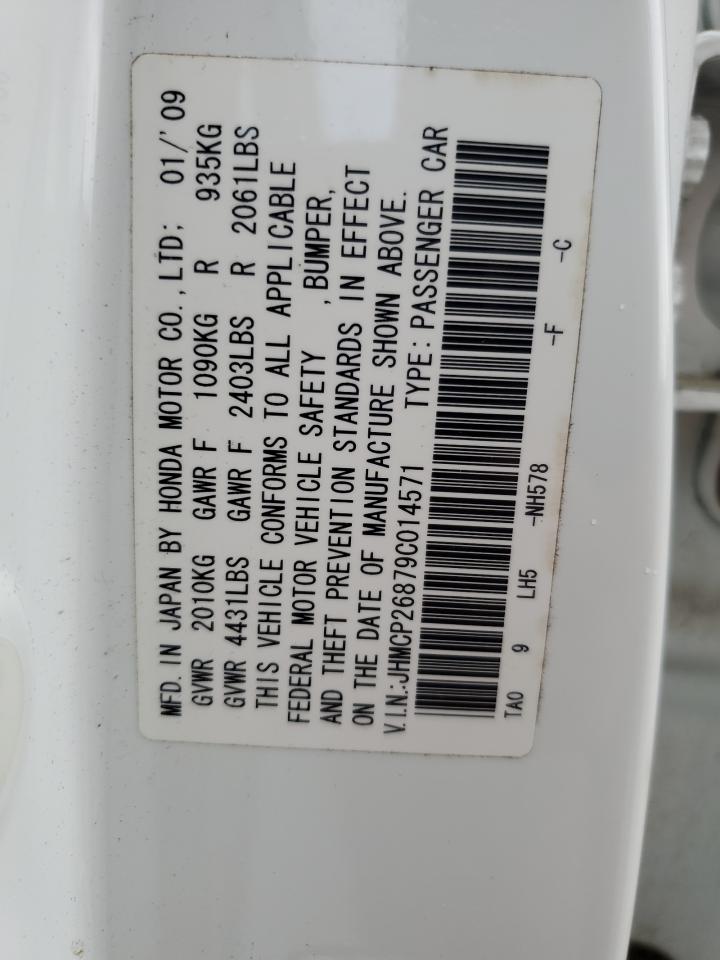 MFD. IN JAPAN BY HONDA MOTOR CO.,LTD; 01/'09
GVWR 2010KG GAWR F 1090KG R 935KG
GVWR 4431LBS GAWR F 2403LBS R 2061LBS
THIS VEHICLE CONFORMS TO ALL APPLICABLE
FEDERAL MOTOR VEHICLE SAFETY , BUMPER,
AND THEFT PREVENTION STANDARDS IN EFFECT
ON THE DATE OF MANUFACTURE SHOWN ABOVE.
V.I.N.:JHMCP26879C014571 TYPE:PASSENGER CAR
TA0 9 LH5 -NH578 -F -C